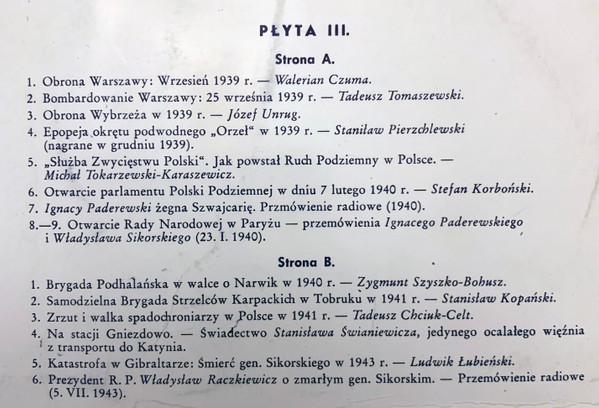 PŁYTA III.
Strona A.
1. Obrona Warszawy: Wrzesień 1939 r. — Walerian Czuma.
2. Bombardowanie Warszawy: 25 września 1939 r. — Tadeusz Tomaszewski.
3. Obrona Wybrzeża w 1939 r. — Józef Unrug.
4. Epopeja okrętu podwodnego „Orzeł" w 1939 r. — Staniław Pierzchlewski
(nagrane w grudniu 1939).
5. „Służba Zwycięstwu Polski". Jak powstał Ruch Podziemny w Polsce. —
Michał Tokarzewski-Karaszewicz.
6. Otwarcie parlamentu Polski Podziemnej w dniu 7 lutego 1940 r. — Stefan Korboński.
7. Ignacy Paderewski żegna Szwajcarię. Przmówienie radiowe (1940).
8.—9. Otwarcie Rady Narodowej w Paryżu — przemówienia Ignacego Paderewskiego
i Władysława Sikorskiego (23. I. 1940).
Strona B.
1. Brygada Podhalańska w walce o Narwik w 1940 r. — Zygmunt Szyszko-Bohusz.
2. Samodzielna Brygada Strzelców Karpackich w Tobruku w 1941 r. — Stanisław Kopański.
3. Zrzut i walka spadochroniarzy w Polsce w 1941 r. — Tadeusz Chciuk-Celt.
4. Na stacji Gniezdowo. — Świadectwo Stanisława Świaniewicza, jedynego ocalałego więźnia
z transportu do Katynia.
5. Katastrofa w Gibraltarze: Śmierć gen. Sikorskiego w 1943 r. — Ludwik Łubieński.
6. Prezydent R. P. Władysław Raczkiewicz o zmarłym gen. Sikorskim. — Przemówienie radiowe
(5. VII. 1943).